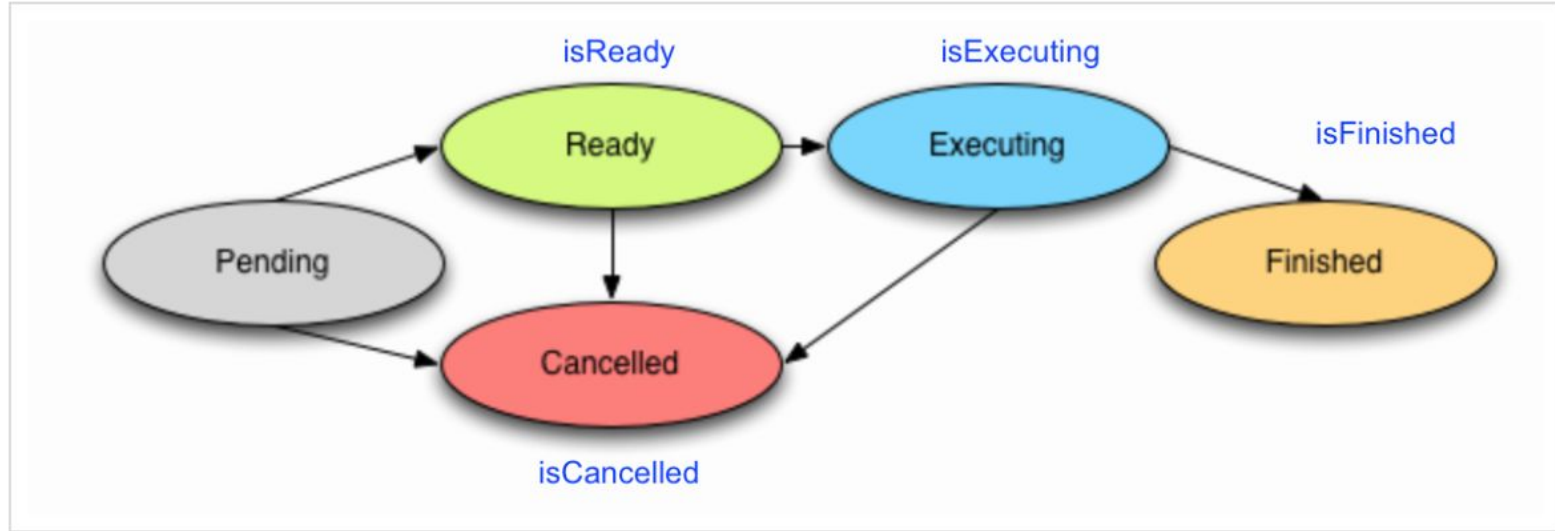 isReady
isExecuting
isFinished
Ready
Executing
Pending
Finished
Cancelled
isCancelled